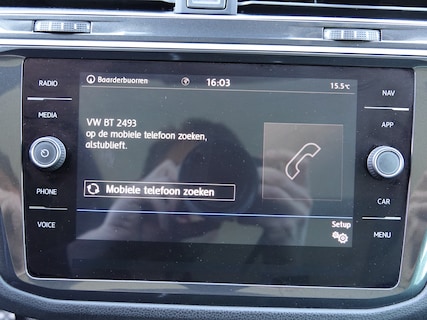 RADIO
MEDIA
PHONE
VOICE
Baarderbuorren
16:03
15.5°C
VW BT 2493
op de mobiele telefoon zoeken,
alstublieft.
Mobiele telefoon zoeken
Setup
NAV
APP
CAR
MENU